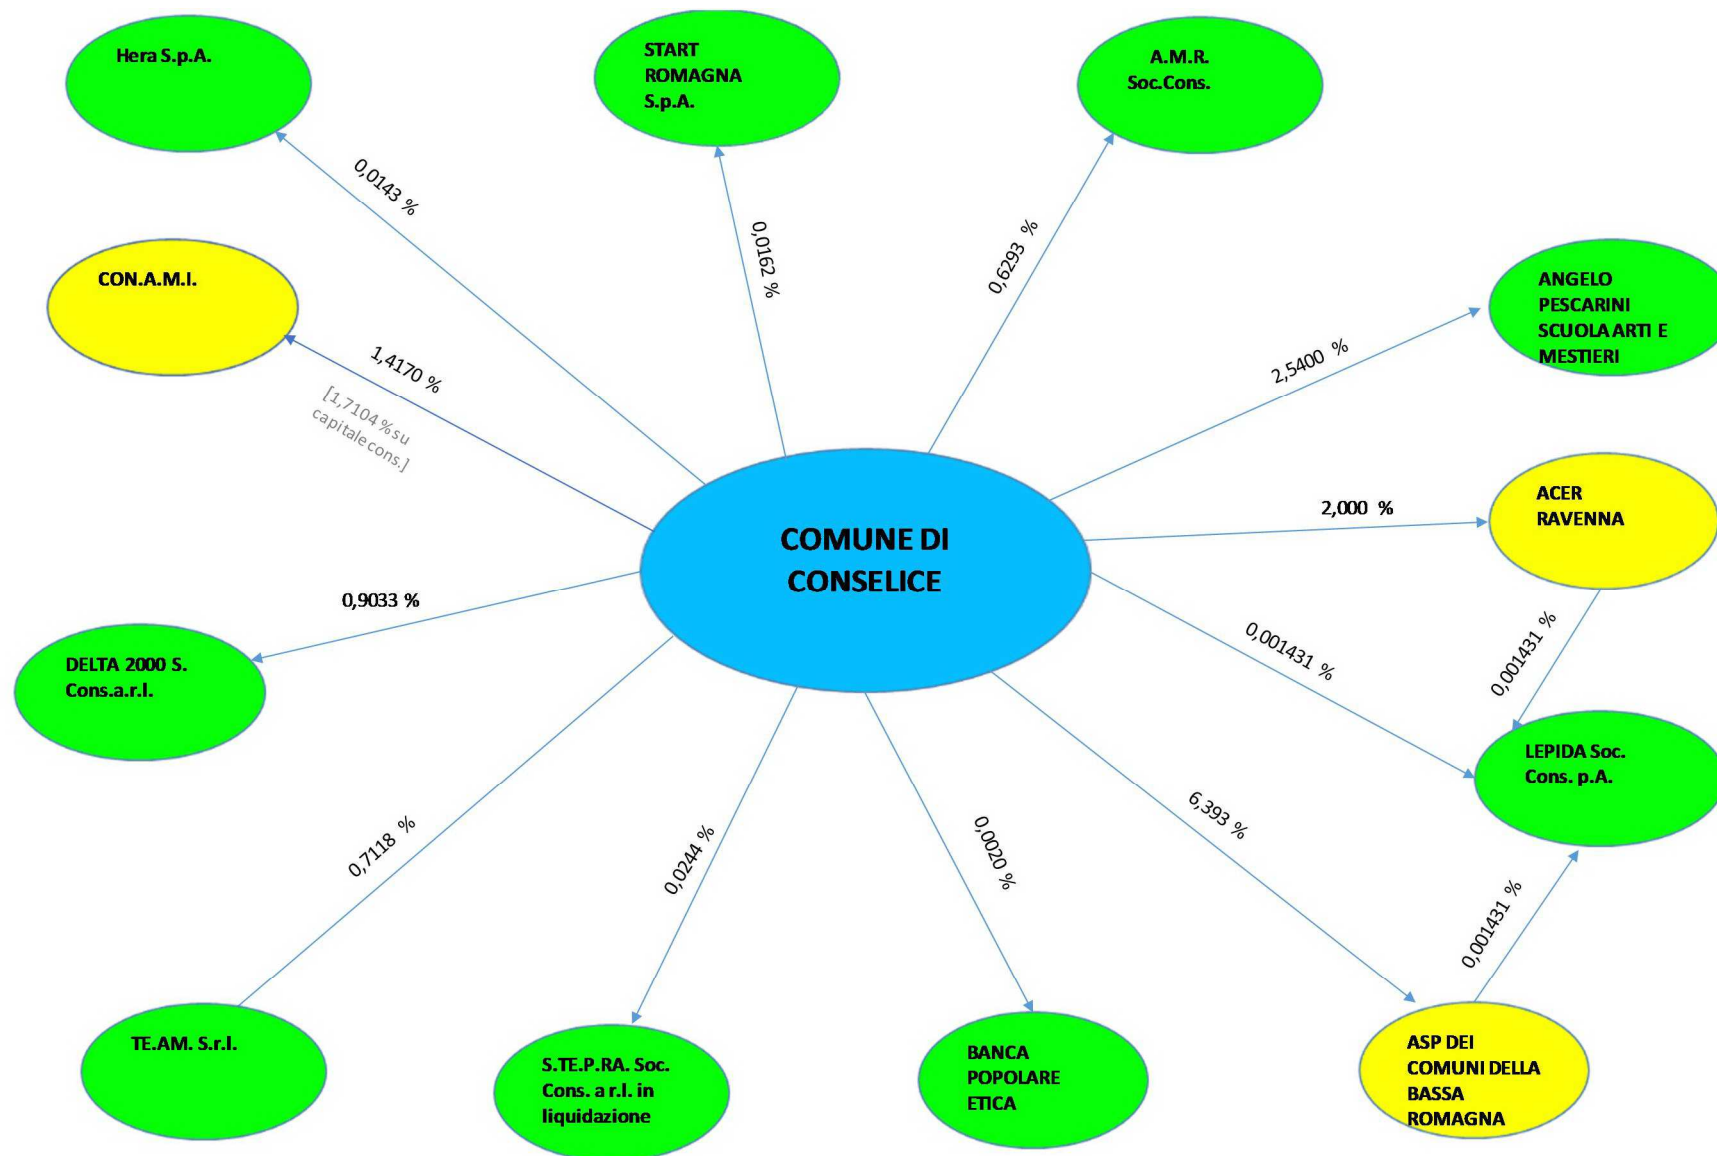 Hera S.p.A.
START
ROMAGNA
S.p.A.
A.M.R.
Soc.Cons.
0,0143 %
0,0162 %
0,6293 %
CON.A.M.I.
ANGELO
PESCARINI
SCUOLA ARTI E
MESTIERI
1,4170 %
[1,7104 % su
capitale cons.]
2,5400 %
ACER
RAVENNA
2,000 %
COMUNE DI
CONSELICE
0,9033 %
0,001431 %
0,001431 %
DELTA 2000 S.
Cons.a.r.l.
LEPIDA Soc.
Cons. p.A.
0,7118 %
0,0244 %
0,0020 %
6,393 %
0,001431 %
TE.AM. S.r.l.
S.TE.P.RA. Soc.
Cons. a r.l. in
liquidazione
BANCA
POPOLARE
ETICA
ASP DEI
COMUNI DELLA
BASSA
ROMAGNA